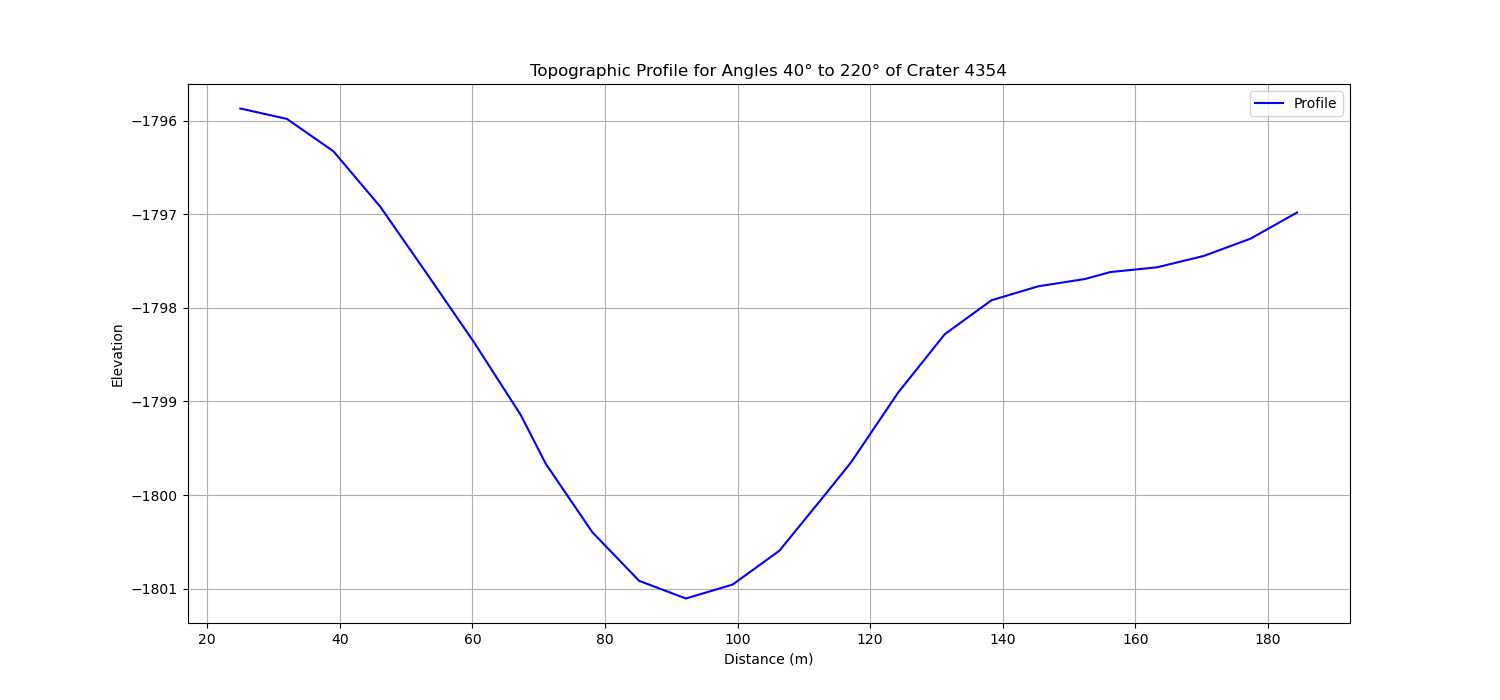 Topographic Profile for Angles 40° to 220° of Crater 4354
Profile
−1796
−1797
−1798
−1799
−1800
−1801
Elevation
20 40 60 80 100 120 140 160 180
Distance (m)